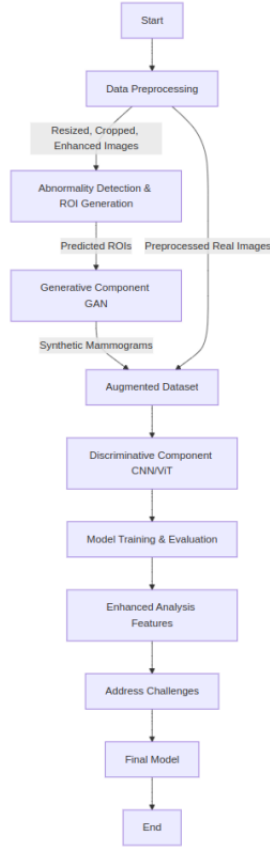 Start
Data Preprocessing
Resized, Cropped,
Enhanced Images
Abnormality Detection &
ROI Generation
Predicted ROIs
Preprocessed Real Images
Generative Component
GAN
Synthetic Mammograms
Augmented Dataset
Discriminative Component
CNN/ViT
Model Training & Evaluation
Enhanced Analysis
Features
Address Challenges
Final Model
End